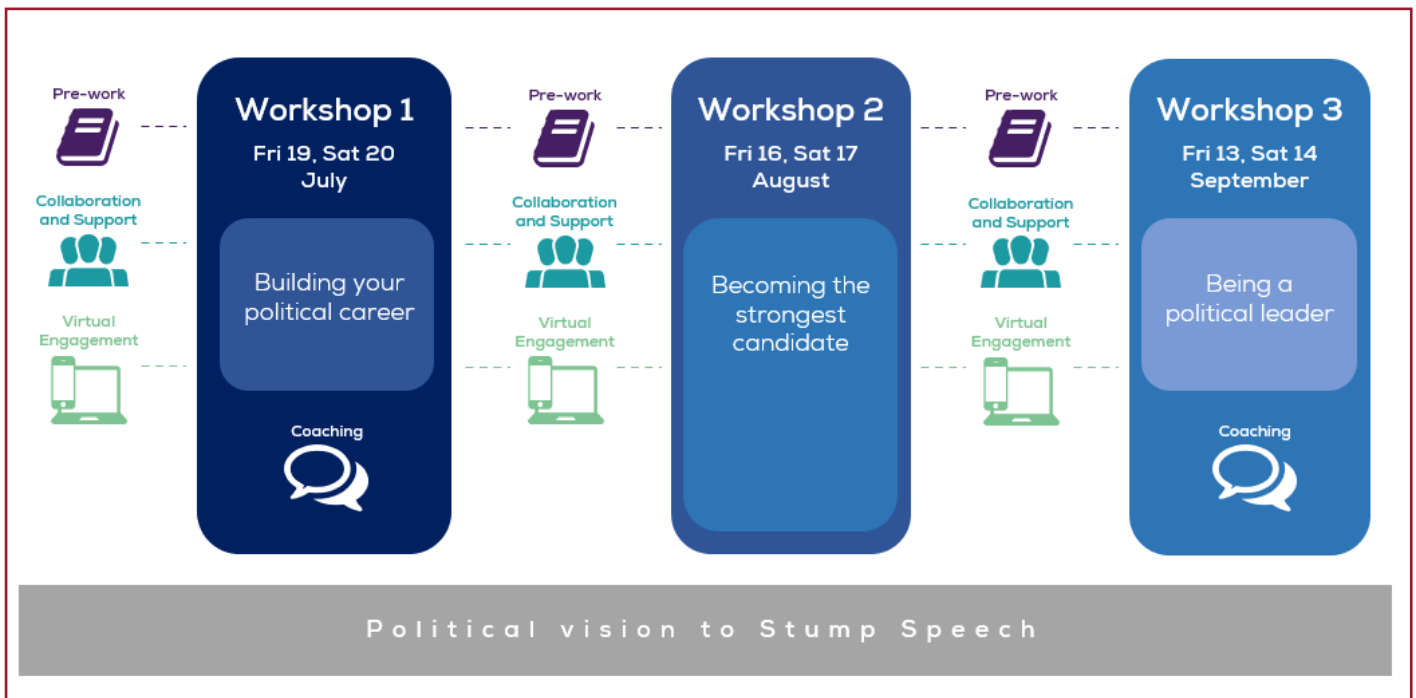 Pre-work
Collaboration
and Support
Virtual
Engagement
Workshop 1
Fri 19, Sat 20
July
Building your
political career
Coaching
Pre-work
Collaboration
and Support
Virtual
Engagement
Workshop 2
Fri 16, Sat 17
August
Becoming the
strongest
candidate
Pre-work
Collaboration
and Support
Virtual
Engagement
Workshop 3
Fri 13, Sat 14
September
Being a
political leader
Coaching
Political vision to Stump Speech